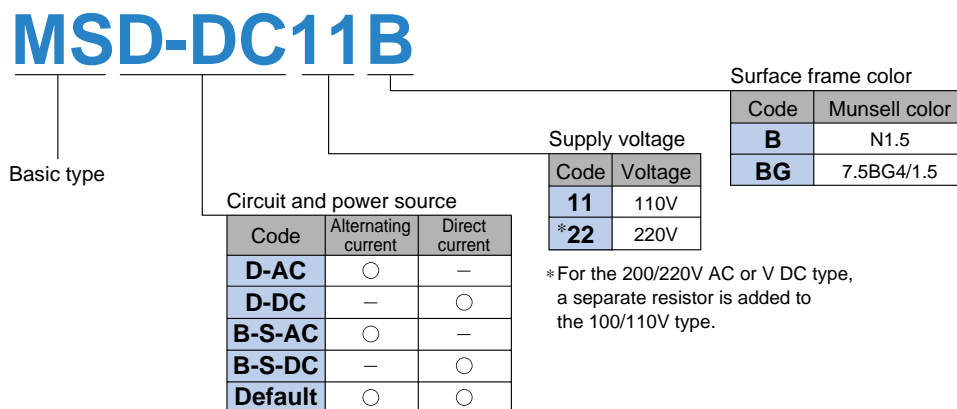 MSD-DC11B
Basic type
Circuit and power source
Code Alternating current Direct current
D-AC ○ −
D-DC − ○
B-S-AC ○ −
B-S-DC − ○
Default ○ ○
Supply voltage
Code Voltage
11 110V
*22 220V
*For the 200/220V AC or V DC type,
a separate resistor is added to
the 100/110V type.
Surface frame color
Code Munsell color
B N1.5
BG 7.5BG4/1.5